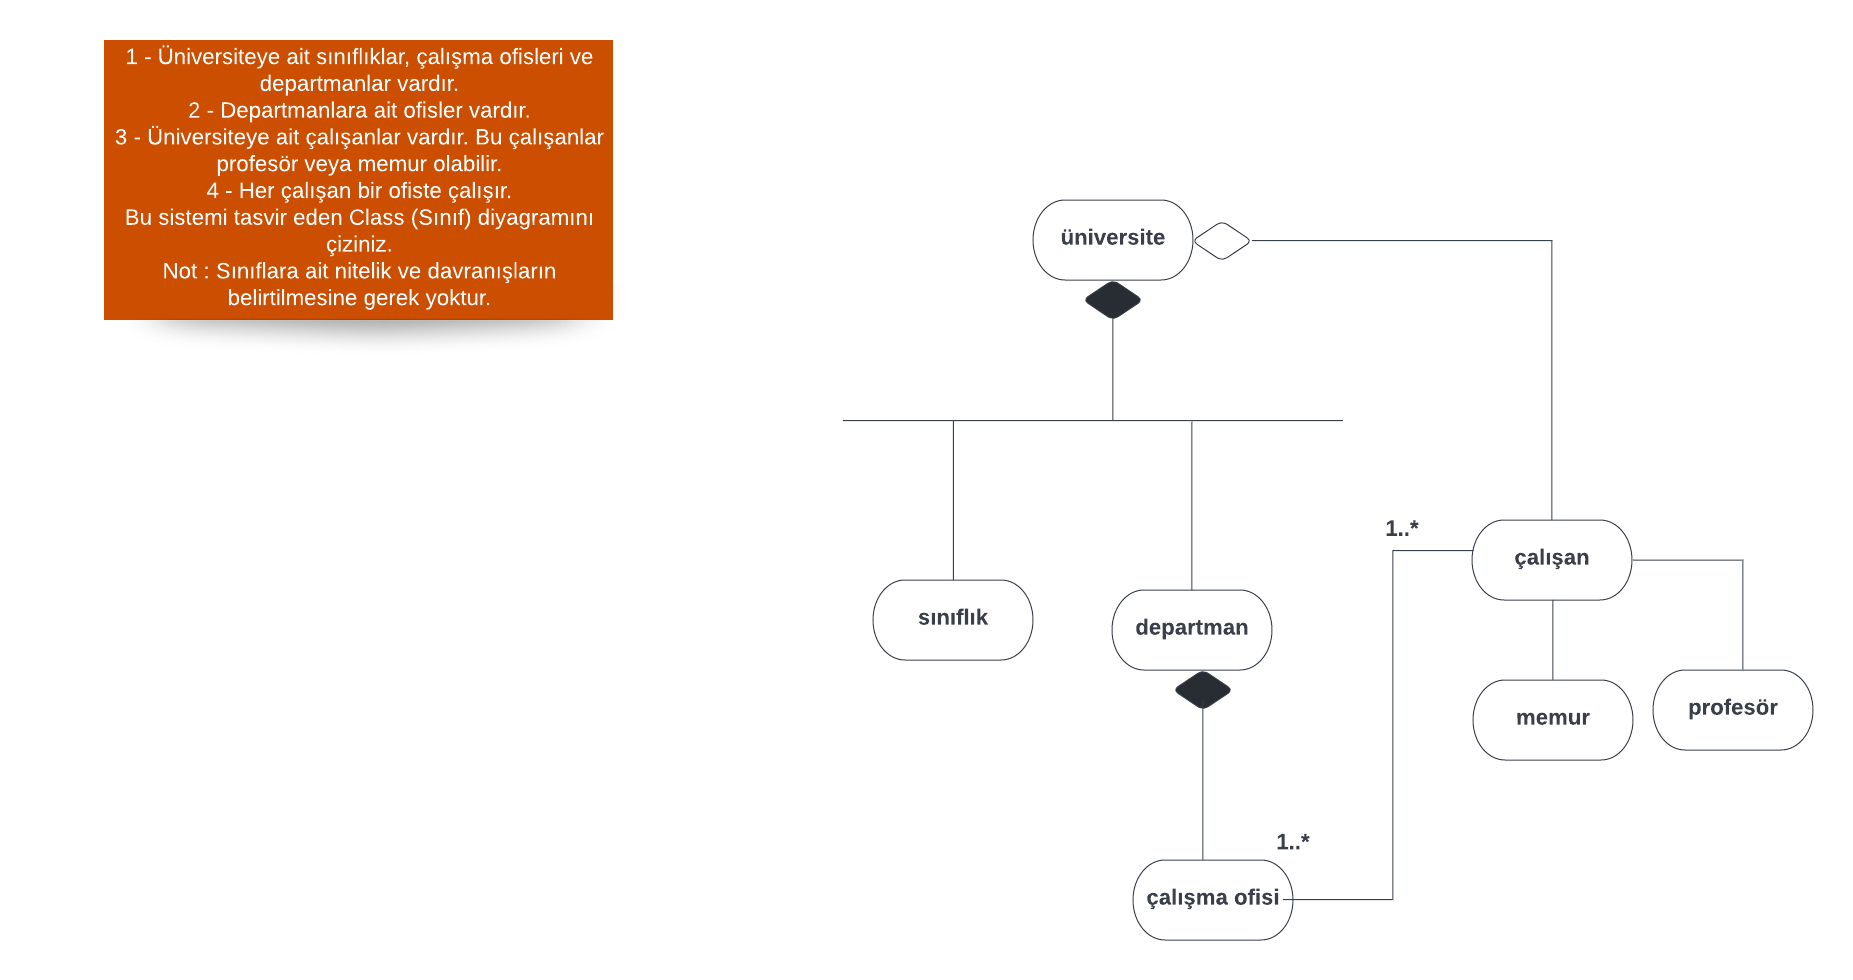 1 - Üniversiteye ait sınıflıklar, çalışma ofisleri ve
departmanlar vardır.
2 - Departmanlara ait ofisler vardır.
3 - Üniversiteye ait çalışanlar vardır. Bu çalışanlar
profesör veya memur olabilir.
4 - Her çalışan bir ofiste çalışır.
Bu sistemi tasvir eden Class (Sınıf) diyagramını
çiziniz.
Not : Sınıflara ait nitelik ve davranışların
belirtilmesine gerek yoktur.
üniversite
1..*
çalışan
sınıflık
departman
memur
profesör
1..*
çalışma ofisi